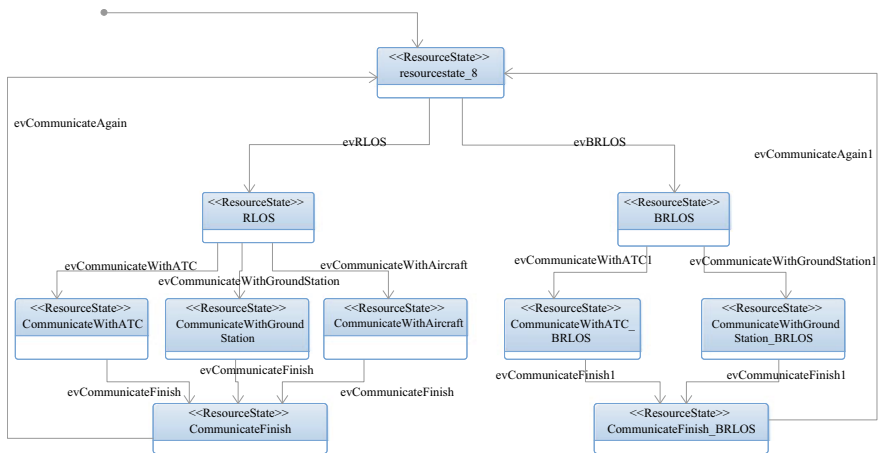 <<ResourceState>>
resourcestate_8
evCommunicateAgain
evRLOS
evBRLOS
evCommunicateAgain1
<<ResourceState>>
RLOS
<<ResourceState>>
BRLOS
evCommunicateWithATC
evCommunicateWithGroundStation
evCommunicateWithAircraft
evCommunicateWithATC1
evCommunicateWithGroundStation1
<<ResourceState>>
CommunicateWithATC
<<ResourceState>>
CommunicateWithGround
Station
<<ResourceState>>
CommunicateWithAircraft
<<ResourceState>>
CommunicateWithATC_
BRLOS
<<ResourceState>>
CommunicateWithGround
Station_BRLOS
evCommunicateFinish
evCommunicateFinish
evCommunicateFinish
evCommunicateFinish1
evCommunicateFinish1
<<ResourceState>>
CommunicateFinish
<<ResourceState>>
CommunicateFinish_BRLOS